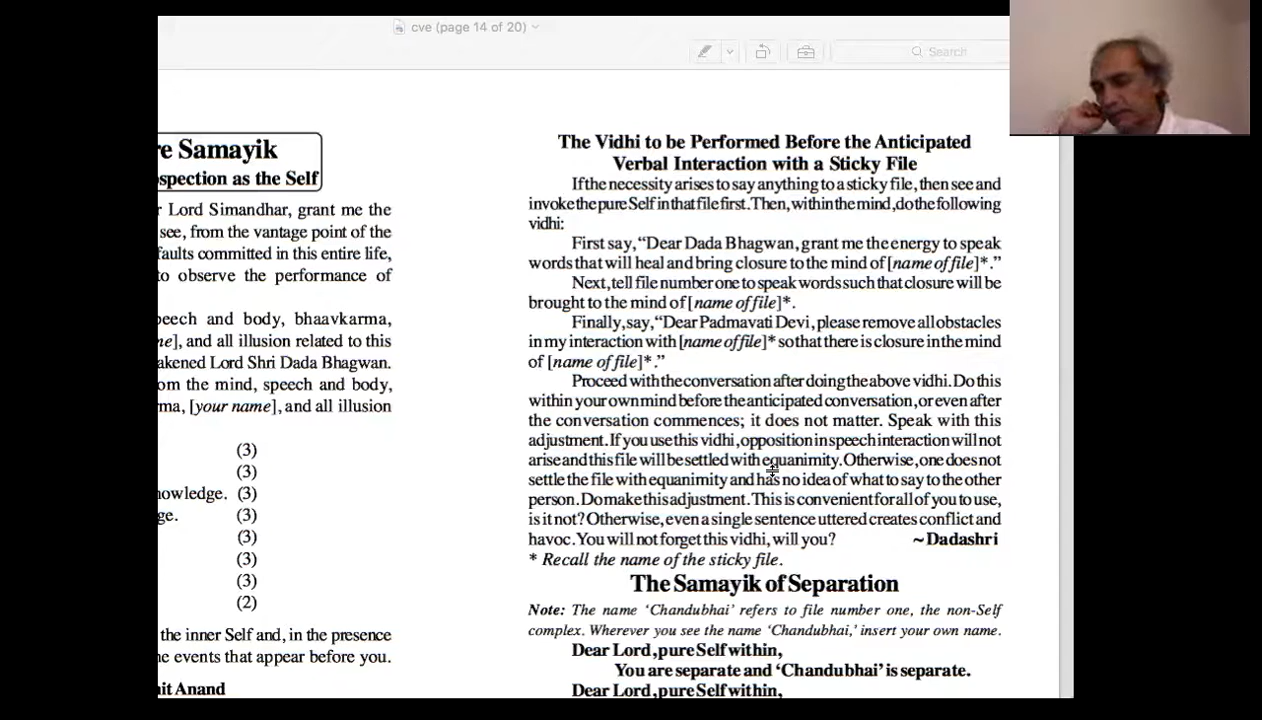 cve (page 14 of 20)
Search
re Samayik
spection as the Self
Lord Simandhar, grant me the
see, from the vantage point of the
faults committed in this entire life,
to observe the performance of
peech and body, bhaavkarma,
ne], and all illusion related to this
akened Lord Shri Dada Bhagwan.
om the mind, speech and body,
ma, [your name], and all illusion
(3)
(3)
owledge. (3)
ge. (3)
(3)
(3)
(3)
(2)
the inner Self and, in the presence
e events that appear before you.
it Anand
The Vidhi to be Performed Before the Anticipated
Verbal Interaction with a Sticky File
If the necessity arises to say anything to a sticky file, then see and
invoke the pure Self in that file first. Then, within the mind, do the following
vidhi:
First say, “Dear Dada Bhagwan, grant me the energy to speak
words that will heal and bring closure to the mind of [name of file]*.”
Next, tell file number one to speak words such that closure will be
brought to the mind of [name of file]*.
Finally, say, “Dear Padmavati Devi, please remove all obstacles
in my interaction with [name of file]* so that there is closure in the mind
of [name of file]*.”
Proceed with the conversation after doing the above vidhi. Do this
within your own mind before the anticipated conversation, or even after
the conversation commences; it does not matter. Speak with this
adjustment. If you use this vidhi, opposition in speech interaction will not
arise and this file will be settled with equanimity. Otherwise, one does not
settle the file with equanimity and has no idea of what to say to the other
person. Do make this adjustment. This is convenient for all of you to use,
is it not? Otherwise, even a single sentence uttered creates conflict and
havoc. You will not forget this vidhi, will you? ~Dadashri
* Recall the name of the sticky file.
The Samayik of Separation
Note: The name ‘Chandubhai’ refers to file number one, the non-Self
complex. Wherever you see the name ‘Chandubhai,’ insert your own name.
Dear Lord, pure Self within,
You are separate and ‘Chandubhai’ is separate.
Dear Lord, pure Self within,